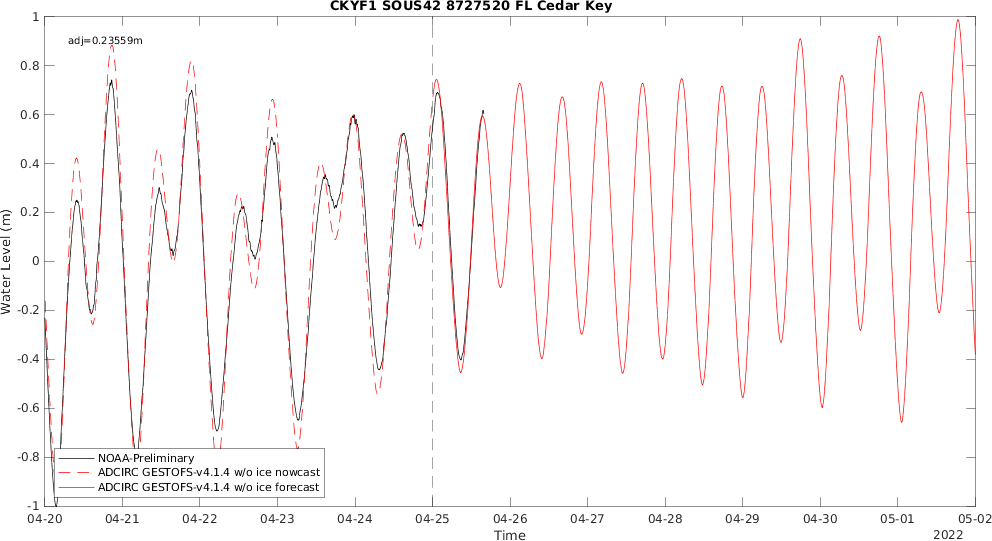 CKYF1 SOUS42 8727520 FL Cedar Key
adj=0.23559m
Water Level (m)
1
0.8
0.6
0.4
0.2
0
-0.2
-0.4
-0.6
-0.8
-1
NOAA-Preliminary
ADCIRC GESTOFS-v4.1.4 w/o ice nowcast
ADCIRC GESTOFS-v4.1.4 w/o ice forecast
04-20 04-21 04-22 04-23 04-24 04-25 04-26 04-27 04-28 04-29 04-30 05-01 05-02
Time
2022